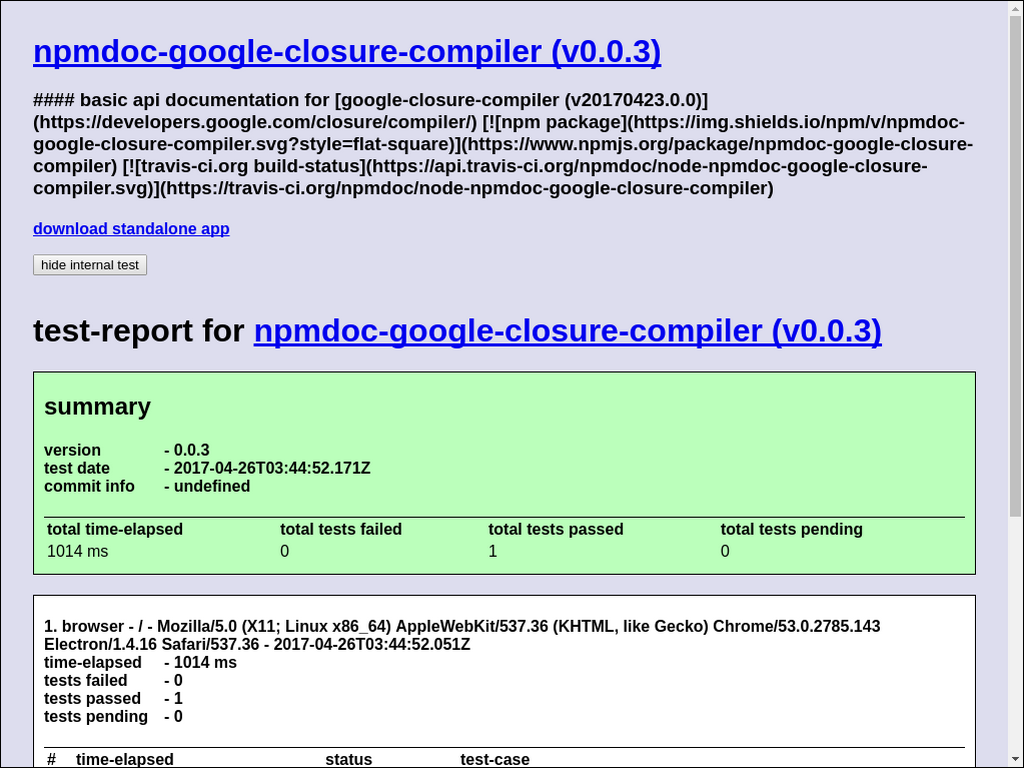 npmdoc-google-closure-compiler (v0.0.3)
#### basic api documentation for [google-closure-compiler (v20170423.0.0)]
(https://developers.google.com/closure/compiler/) [![npm package](https://img.shields.io/npm/v/npmdoc-
google-closure-compiler.svg?style=flat-square)](https://www.npmjs.org/package/npmdoc-google-closure-
compiler) [![travis-ci.org build-status](https://api.travis-ci.org/npmdoc/node-npmdoc-google-closure-
compiler.svg)](https://travis-ci.org/npmdoc/node-npmdoc-google-closure-compiler)
download standalone app
hide internal test
test-report for npmdoc-google-closure-compiler (v0.0.3)
summary
version - 0.0.3
test date - 2017-04-26T03:44:52.171Z
commit info - undefined
total time-elapsed total tests failed total tests passed total tests pending
1014 ms 0 1 0
1. browser - / - Mozilla/5.0 (X11; Linux x86_64) AppleWebKit/537.36 (KHTML, like Gecko) Chrome/53.0.2785.143
Electron/1.4.16 Safari/537.36 - 2017-04-26T03:44:52.051Z
time-elapsed - 1014 ms
tests failed - 0
tests passed - 1
tests pending - 0
# time-elapsed status test-case